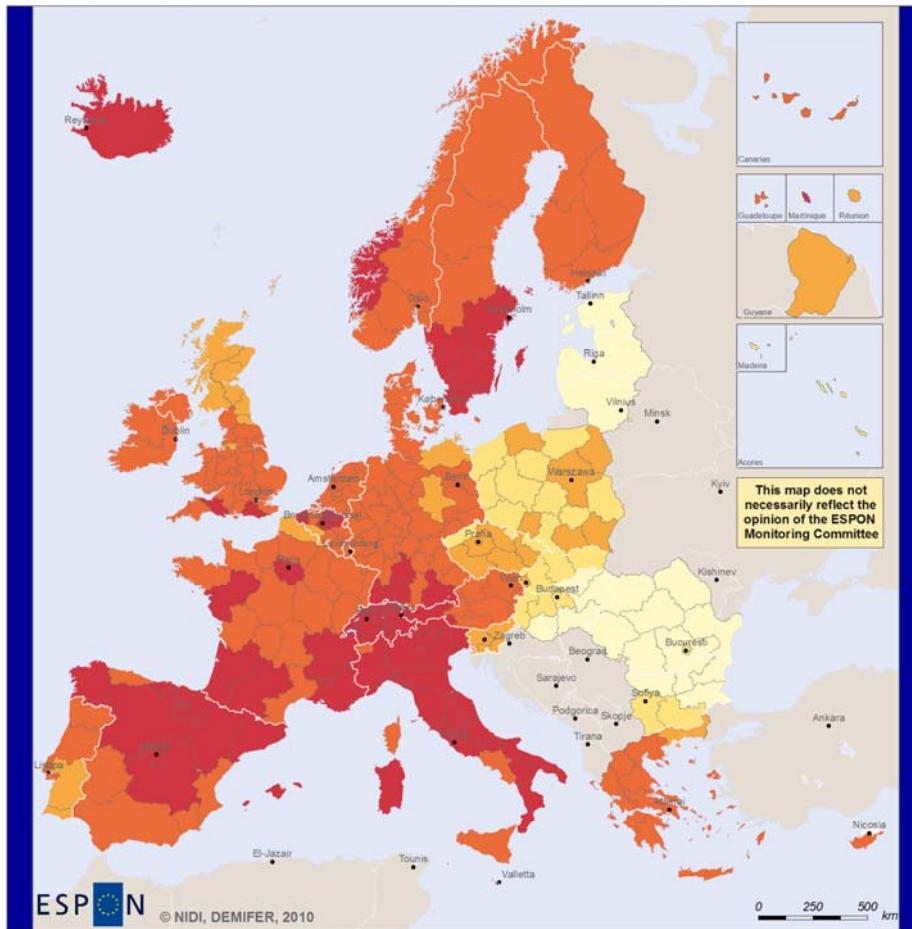 Reykjavik
Canarias
Guadeloupe
Martinique
Réunion
Guyane
Madeira
Acores
This map does not
necessarily reflect the
opinion of the ESPON
Monitoring Committee
Helsinki
Tallinn
Oslo
Stockholm
Riga
Vilnius
Minsk
København
Dublin
Amsterdam
Berlin
Warszawa
Kyiv
London
Praha
Paris
Kishinev
Budapest
Zagreb
Beograd
Bucuresti
Sarajevo
Sofiya
Podgorica
Skopje
Tirana
Ankara
Madrid
Roma
Lisboa
Athinai
Nicosia
El-Jazair
Tounis
Valletta
ESPON
© NIDI, DEMIFER, 2010
0 250 500
km